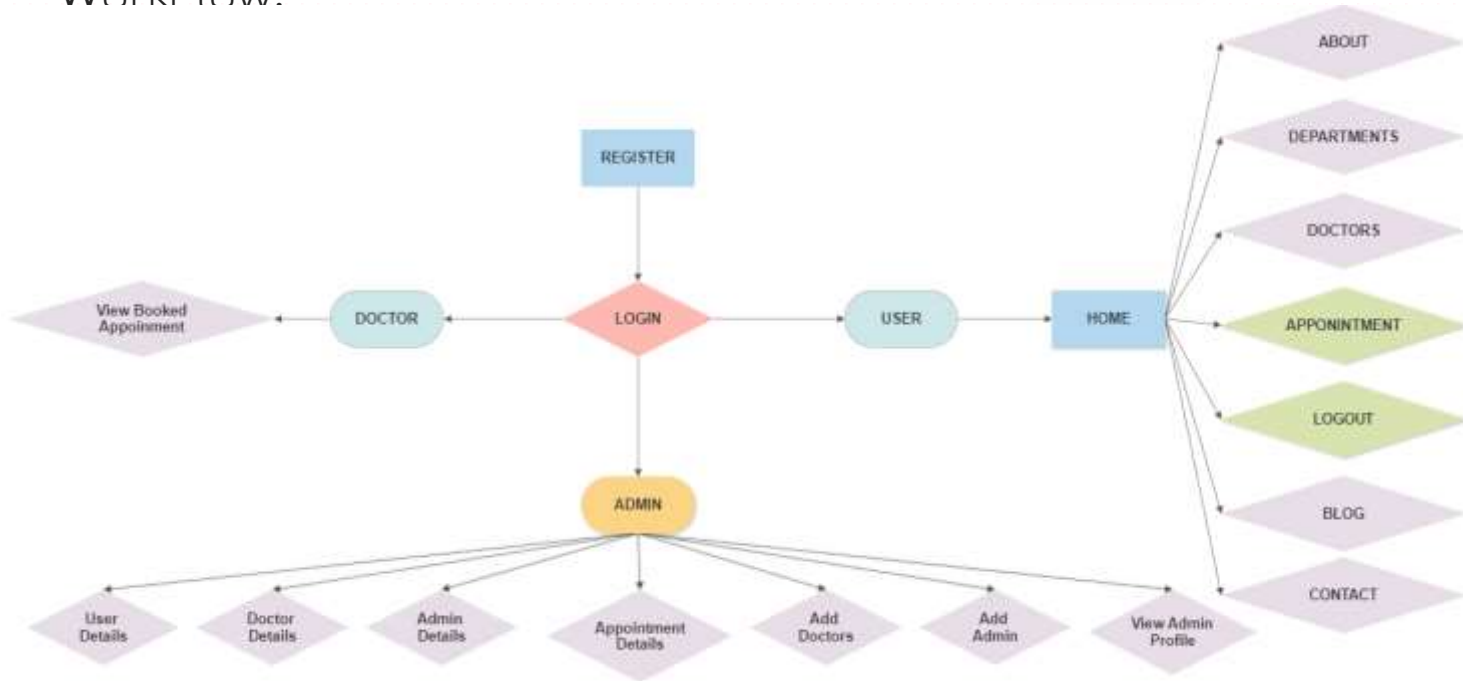 ABOUT
DEPARTMENTS
REGISTER
DOCTORS
View Booked
Appoinment
DOCTOR
LOGIN
USER
HOME
APPONINTMENT
LOGOUT
ADMIN
BLOG
CONTACT
User
Details
Doctor
Details
Admin
Details
Appointment
Details
Add
Doctors
Add
Admin
View Admin
Profile